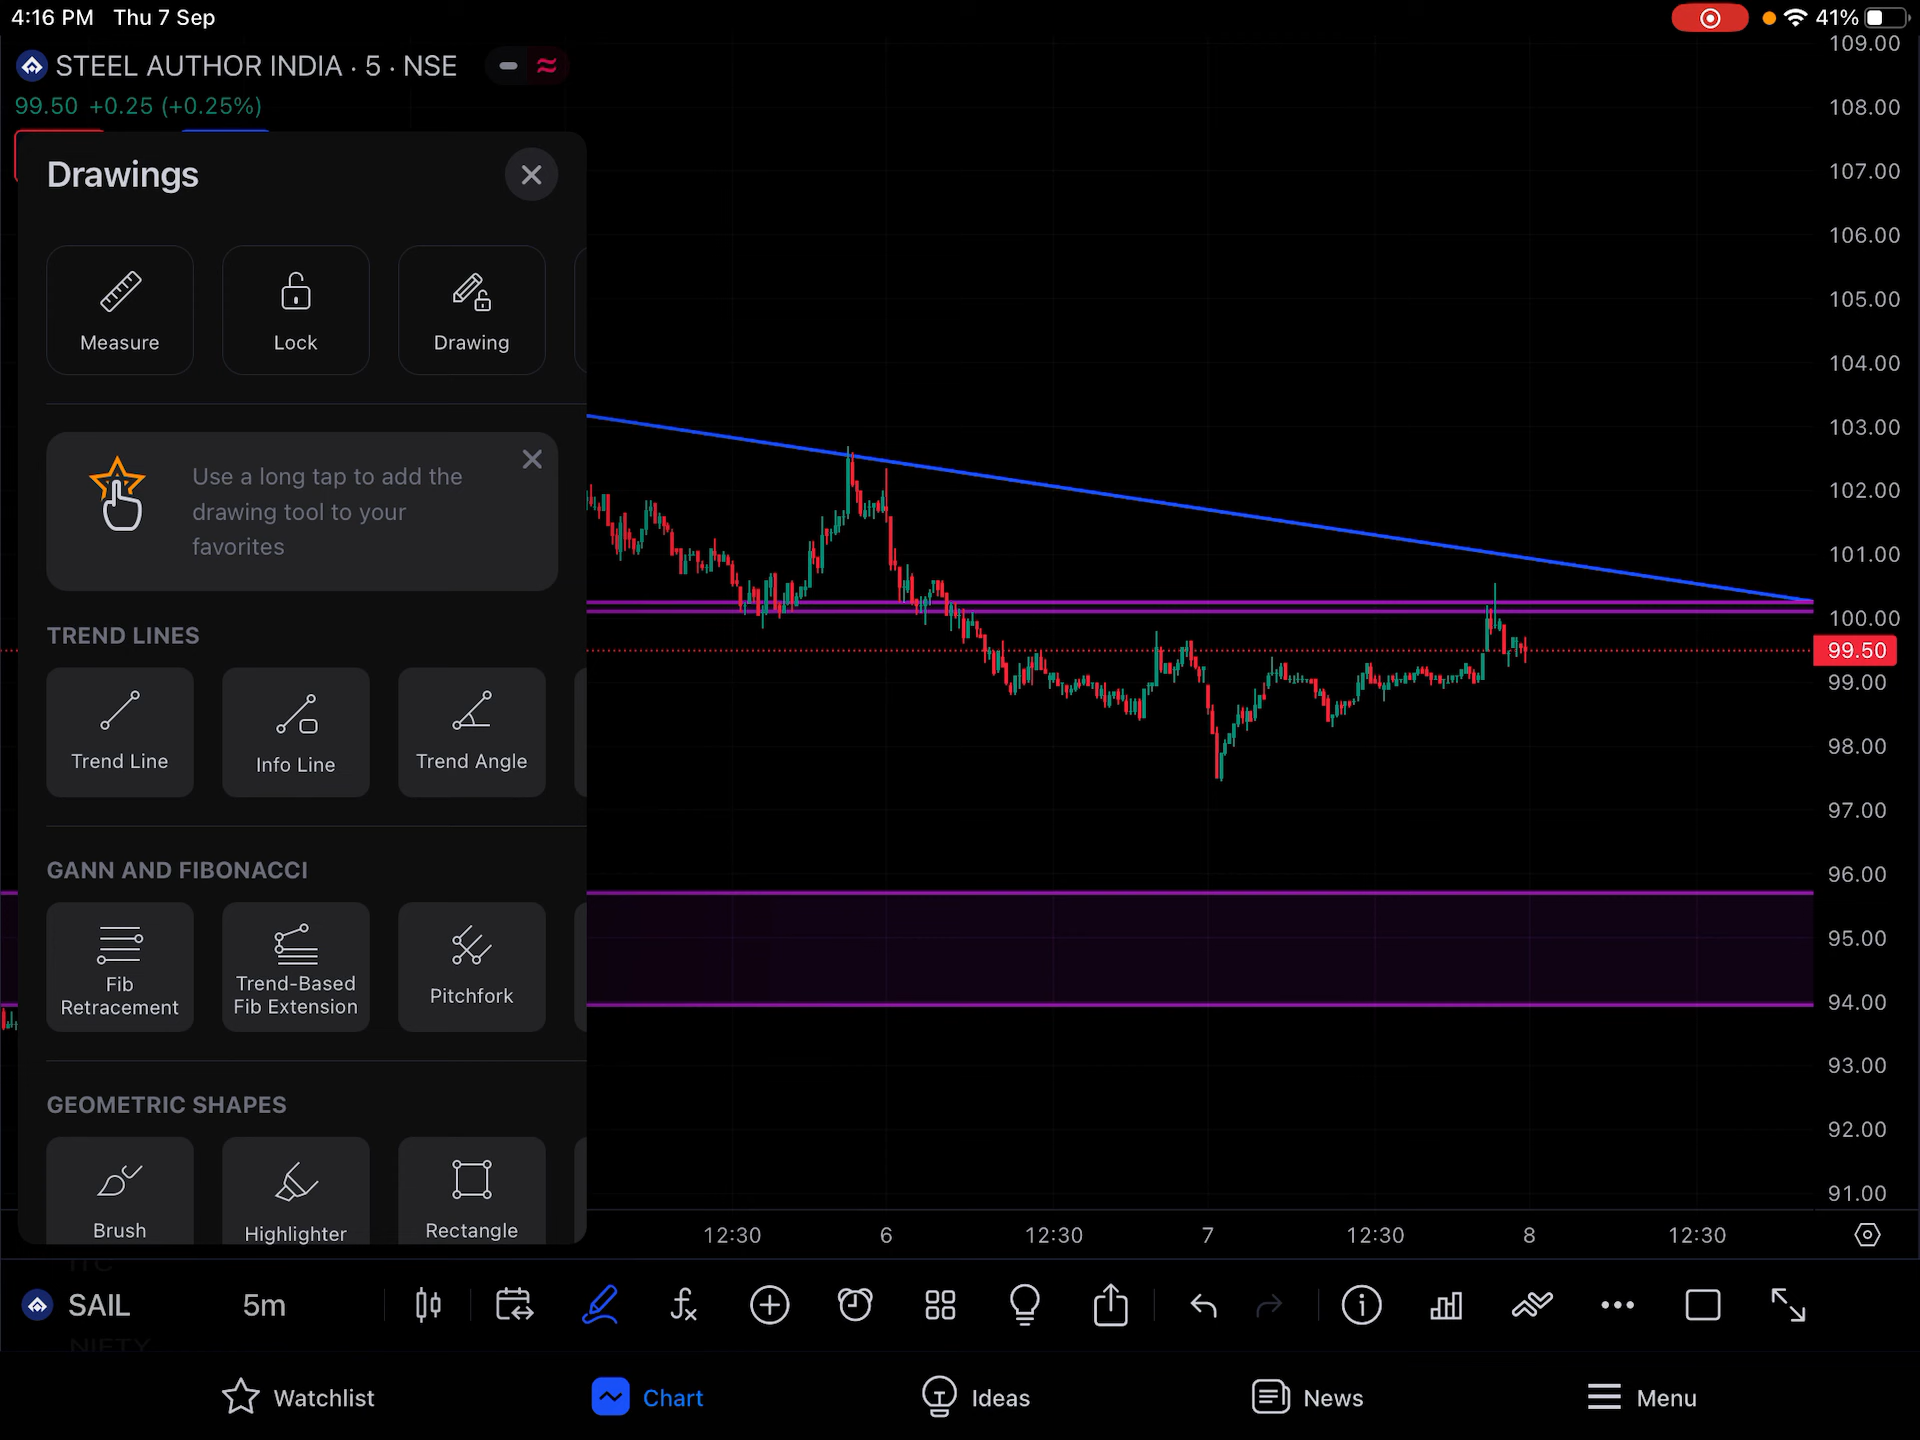 4:16 PM Thu 7 Sep
41%
STEEL AUTHOR INDIA · 5 · NSE
99.50 +0.25 (+0.25%)
Drawings
Measure
Lock
Drawing
Use a long tap to add the
drawing tool to your
favorites
TREND LINES
Trend Line
Info Line
Trend Angle
GANN AND FIBONACCI
Fib
Retracement
Trend-Based
Fib Extension
Pitchfork
GEOMETRIC SHAPES
Brush
Highlighter
Rectangle
109.00
108.00
107.00
106.00
105.00
104.00
103.00
102.00
101.00
100.00
99.50
99.00
98.00
97.00
96.00
95.00
94.00
93.00
92.00
91.00
12:30
6
12:30
7
12:30
8
12:30
ITC
SAIL
5m
NIFTY
Watchlist
Chart
Ideas
News
Menu